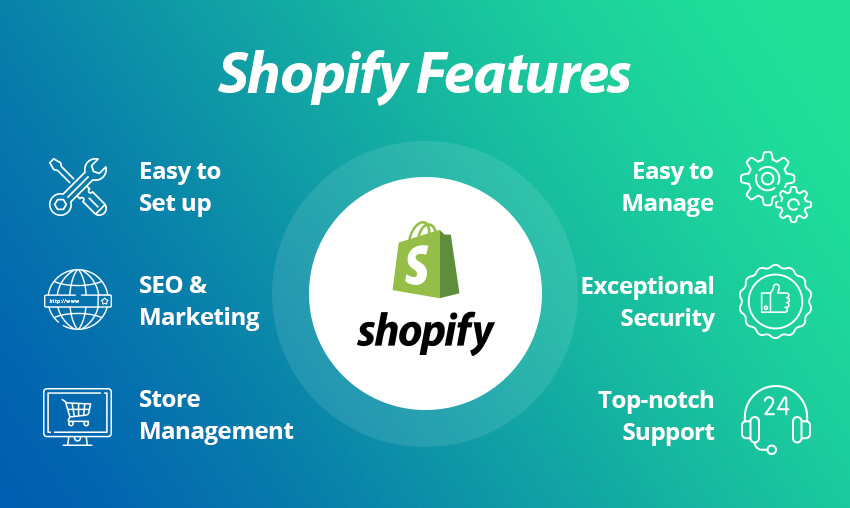 Shopify Features
Easy to
Set up
SEO &
Marketing
http://www
Store
Management
S
shopify
Easy to
Manage
Exceptional
Security
Top-notch
Support
24